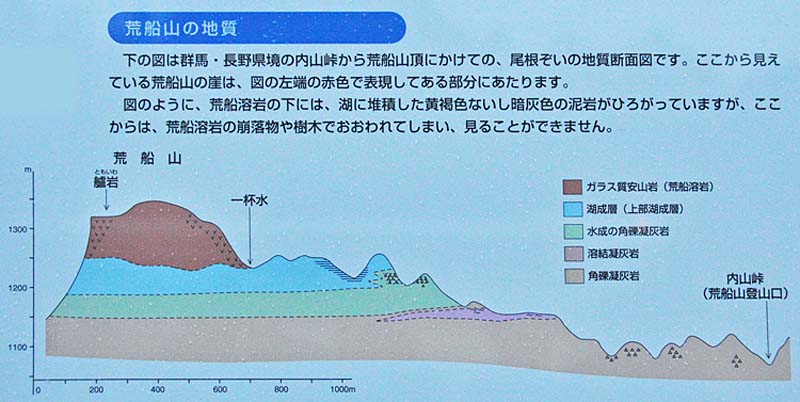 荒船山の地質
下の図は群馬・長野県境の内山峠から荒船山頂にかけての、尾根ぞいの地質断面図です。ここから見え
ている荒船山の崖は、図の左端の赤色で表現してある部分にあたります。
図のように、荒船溶岩の下には、湖に堆積した黄褐色ないし暗灰色の泥岩がひろがっていますが、ここ
からは、荒船溶岩の崩落物や樹木でおおわれてしまい、見ることができません。
荒船山
m
ともいわ
艫岩
一杯水
ガラス質安山岩（荒船溶岩）
湖成層（上部湖成層）
水成の角礫凝灰岩
溶結凝灰岩
角礫凝灰岩
内山峠
（荒船山登山口）
1300
1200
1100
0 200 400 600 800 1000m